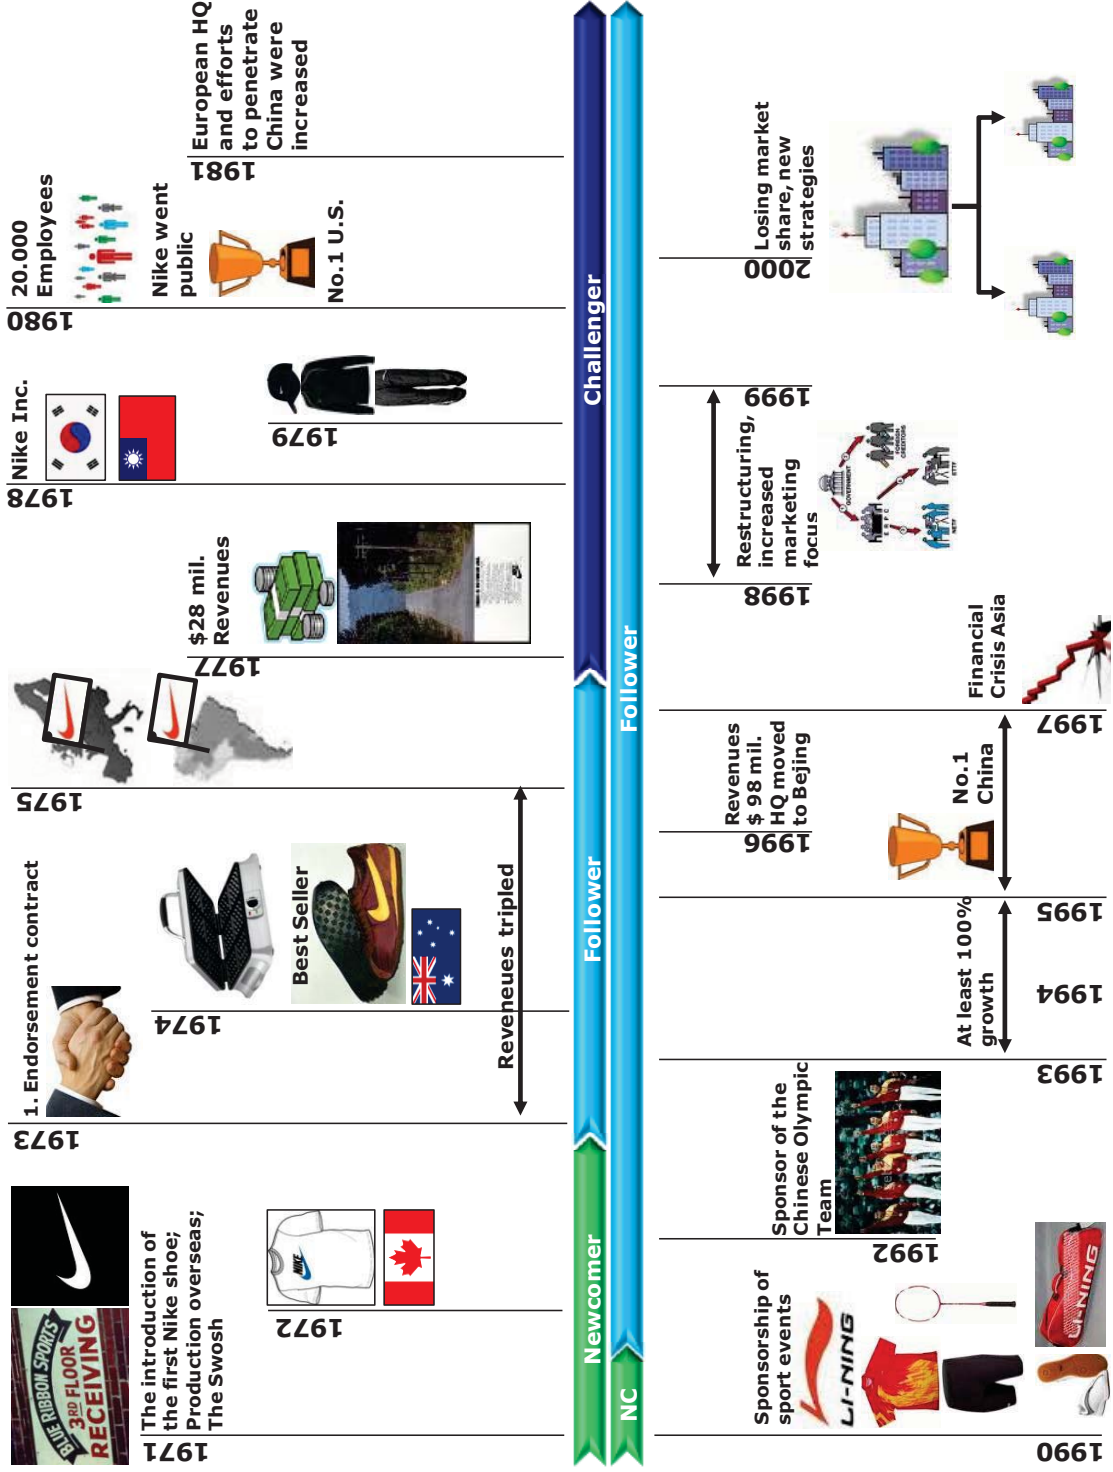 BLUE RIBBON SPORTS
3RD FLOOR
RECEIVING
1971
The introduction of
the first Nike shoe;
Production overseas;
The Swosh
1972
NIKE
1973
1. Endorsement contract
1974
Best Seller
Reveneues tripled
1975
1977
$28 mil.
Revenues
1978
Nike Inc.
1979
1980
20.000
Employees
Nike went
public
No.1 U.S.
1981
European HQ
and efforts
to penetrate
China were
increased
Newcomer
Follower
Challenger
NC
Follower
1990
Sponsorship of
sport events
LI-NING
LI-NING
1992
Sponsor of the
Chinese Olympic
Team
1993
1994
1995
At least 100%
growth
No.1
China
1996
Revenues
$ 98 mil.
HQ moved
to Bejing
1997
Financial
Crisis Asia
1998
1999
Restructuring,
increased
marketing
focus
GOVERNMENT
FOREIGN
CREDITORS
2000
Losing market
share, new
strategies